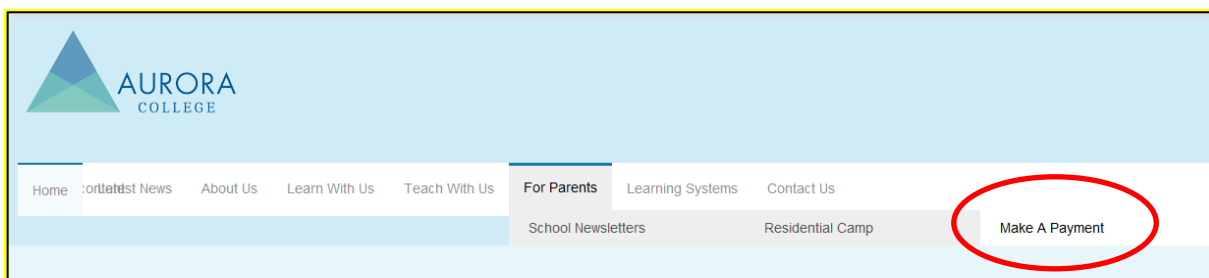 AURORA
COLLEGE
Home Latest News About Us Learn With Us Teach With Us For Parents Learning Systems Contact Us
School Newsletters Residential Camp Make A Payment